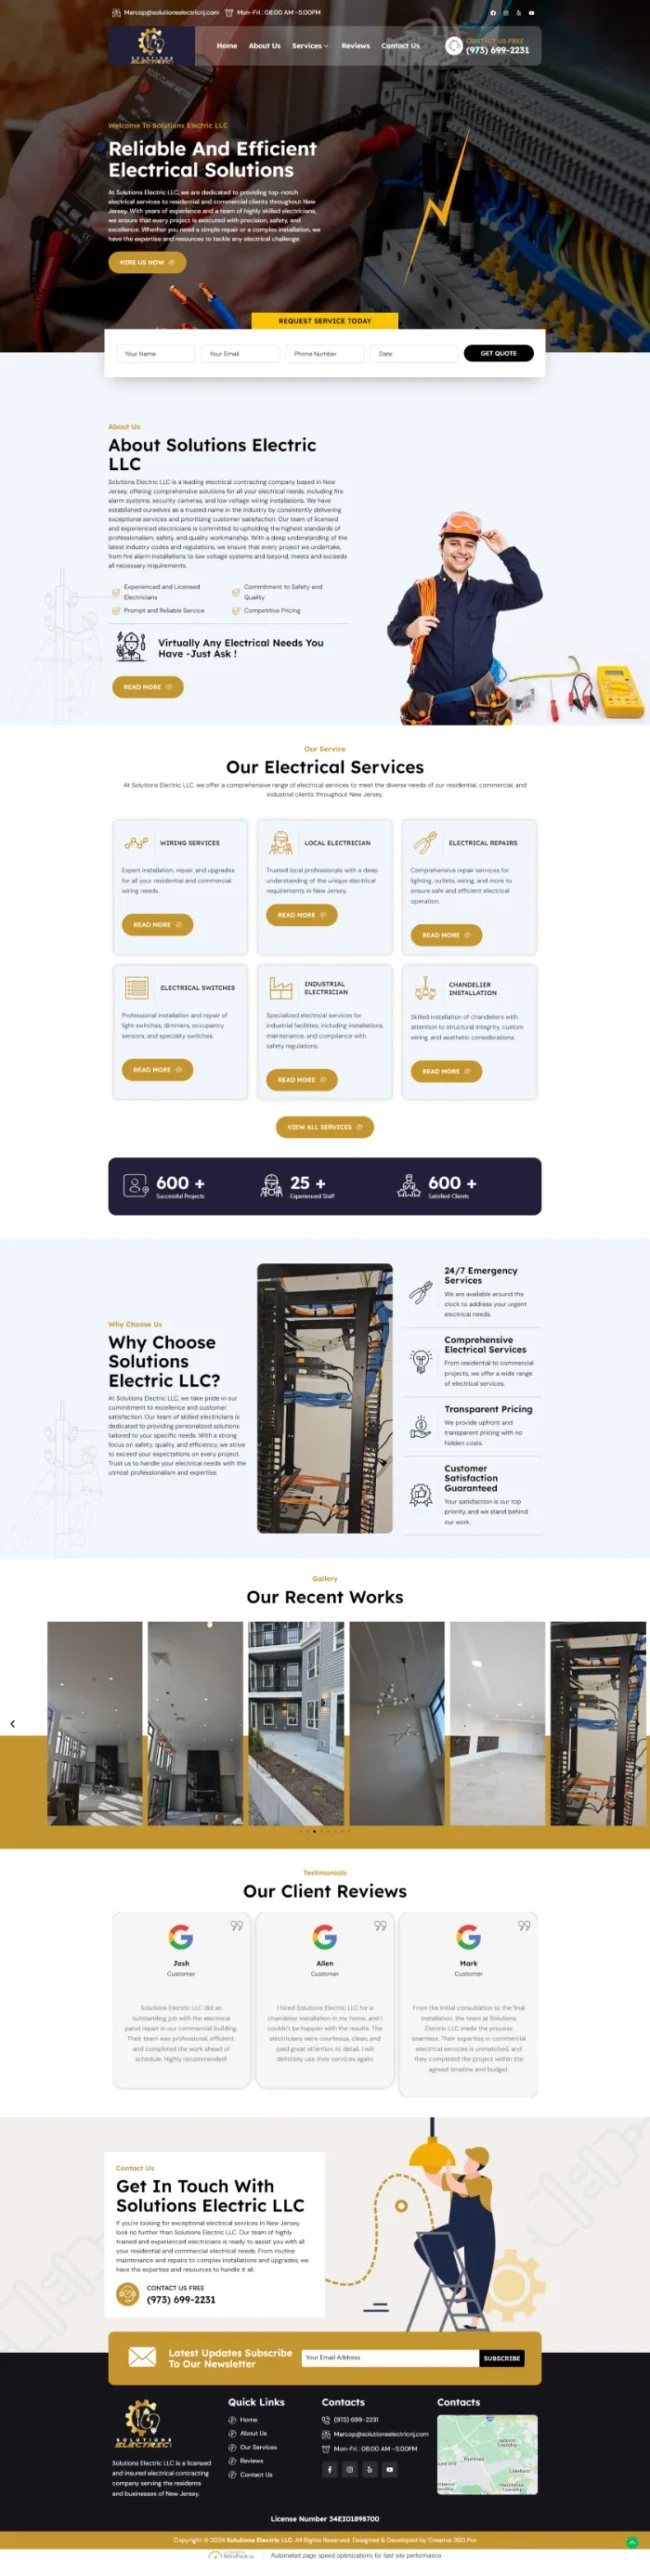 Marcop@solutionselectricnj.com Mon-Fri : 08:00 AM -5:00PM
SOLUTIONS
ELECTRIC
Home About Us Services Reviews Contact Us
CONTACT US FREE
(973) 699-2231
Welcome To Solutions Electric LLC
Reliable And Efficient
Electrical Solutions
At Solutions Electric LLC, we are dedicated to providing top-notch
electrical services to residential and commercial clients throughout New
Jersey. With years of experience and a team of highly skilled electricians,
we ensure that every project is executed with precision, safety, and
excellence. Whether you need a simple repair or a complex installation, we
have the expertise and resources to tackle any electrical challenge.
HIRE US NOW
REQUEST SERVICE TODAY
Your Name Your Email Phone Number Date GET QUOTE
About Us
About Solutions Electric
LLC
Solutions Electric LLC is a leading electrical contracting company based in New
Jersey, offering comprehensive solutions for all your electrical needs, including fire
alarm systems, security cameras, and low voltage wiring installations. We have
established ourselves as a trusted name in the industry by consistently delivering
exceptional services and prioritizing customer satisfaction. Our team of licensed
and experienced electricians is committed to upholding the highest standards of
professionalism, safety, and quality workmanship. With a deep understanding of the
latest industry codes and regulations, we ensure that every project we undertake,
from fire alarm installations to low voltage systems and beyond, meets and exceeds
all necessary requirements.
Experienced and Licensed
Electricians
Commitment to Safety and
Quality
Prompt and Reliable Service
Competitive Pricing
Virtually Any Electrical Needs You
Have -Just Ask !
READ MORE
Our Service
Our Electrical Services
At Solutions Electric LLC, we offer a comprehensive range of electrical services to meet the diverse needs of our residential, commercial, and
industrial clients throughout New Jersey.
WIRING SERVICES
Expert installation, repair, and upgrades
for all your residential and commercial
wiring needs.
READ MORE
LOCAL ELECTRICIAN
Trusted local professionals with a deep
understanding of the unique electrical
requirements in New Jersey.
READ MORE
ELECTRICAL REPAIRS
Comprehensive repair services for
lighting, outlets, wiring, and more to
ensure safe and efficient electrical
operation.
READ MORE
ELECTRICAL SWITCHES
Professional installation and repair of
light switches, dimmers, occupancy
sensors, and specialty switches.
READ MORE
INDUSTRIAL
ELECTRICIAN
Specialized electrical services for
industrial facilities, including installations,
maintenance, and compliance with
safety regulations.
READ MORE
CHANDELIER
INSTALLATION
Skilled installation of chandeliers with
attention to structural integrity, custom
wiring, and aesthetic considerations.
READ MORE
VIEW ALL SERVICES
600 +
Successful Projects
25 +
Experienced Staff
600 +
Satisfied Clients
Why Choose Us
Why Choose
Solutions
Electric LLC?
At Solutions Electric LLC, we take pride in our
commitment to excellence and customer
satisfaction. Our team of skilled electricians is
dedicated to providing personalized solutions
tailored to your specific needs. With a strong
focus on safety, quality, and efficiency, we strive
to exceed your expectations on every project.
Trust us to handle your electrical needs with the
utmost professionalism and expertise.
24/7 Emergency
Services
We are available around the
clock to address your urgent
electrical needs.
Comprehensive
Electrical Services
From residential to commercial
projects, we offer a wide range
of electrical services.
Transparent Pricing
We provide upfront and
transparent pricing with no
hidden costs.
Customer
Satisfaction
Guaranteed
Your satisfaction is our top
priority, and we stand behind
our work.
Gallery
Our Recent Works
Testimonials
Our Client Reviews
Josh
Customer
Solutions Electric LLC did an
outstanding job with the electrical
panel repair in our commercial building.
Their team was professional, efficient,
and completed the work ahead of
schedule. Highly recommended!
Allen
Customer
I hired Solutions Electric LLC for a
chandelier installation in my home, and I
couldn't be happier with the results. The
electricians were courteous, clean, and
paid great attention to detail. I will
definitely use their services again.
Mark
Customer
From the initial consultation to the final
installation, the team at Solutions
Electric LLC made the process
seamless. Their expertise in commercial
electrical services is unmatched, and
they completed the project within the
agreed timeline and budget.
Contact Us
Get In Touch With
Solutions Electric LLC
If you're looking for exceptional electrical services in New Jersey,
look no further than Solutions Electric LLC. Our team of highly
trained and experienced electricians is ready to assist you with all
your residential and commercial electrical needs. From routine
maintenance and repairs to complex installations and upgrades, we
have the expertise and resources to handle it all.
CONTACT US FREE
(973) 699-2231
Latest Updates Subscribe
To Our Newsletter
Your Email Address SUBSCRIBE
SOLUTIONS
ELECTRIC
Solutions Electric LLC is a licensed
and insured electrical contracting
company serving the residents
and businesses of New Jersey.
Quick Links
Home
About Us
Our Services
Reviews
Contact Us
Contacts
(973) 699-2231
Marcop@solutionselectricnj.com
Mon-Fri : 08:00 AM -5:00PM
Contacts
Jackson
Township
Plumsted
Lakehurst
Manchester
Township
License Number 34EI01898700
Copyright © 2024 Solutions Electric LLC. All Rights Reserved. Designed & Developed by Creative 360 Pro
NitroPack.io Automated page speed optimizations for fast site performance